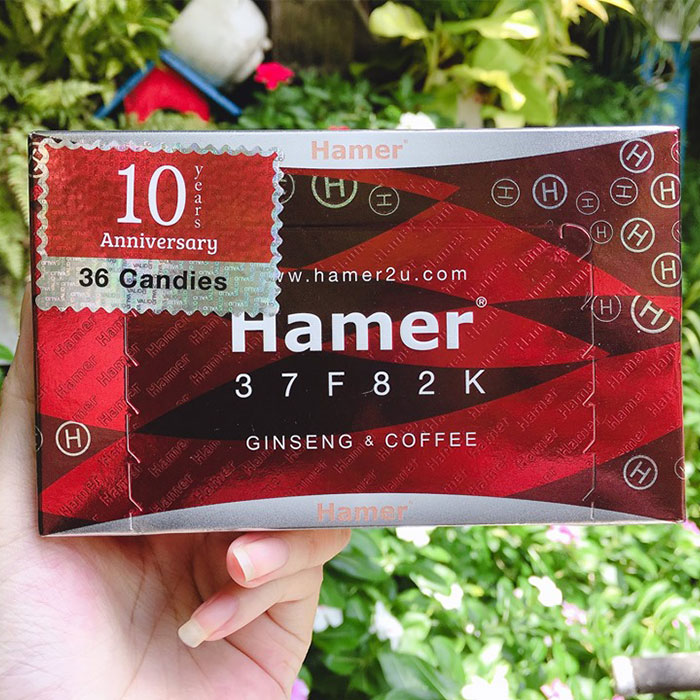 Hamer
10 years
Anniversary
36 Candies
www.hamer2u.com
Hamer®
37F82K
GINSENG & COFFEE
Hamer